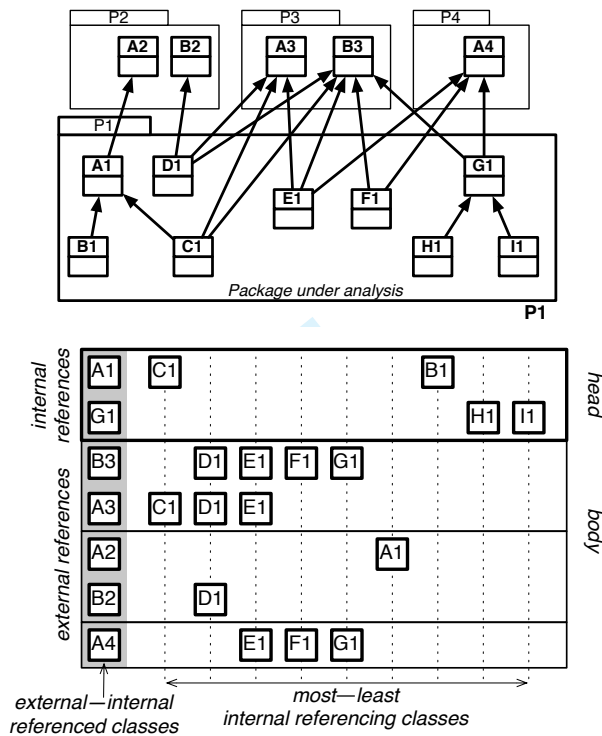 P2 P3 P4
A2 B2 A3 B3 A4
P1
A1 D1 G1
E1 F1
B1 C1 H1 I1
Package under analysis
P1
internal
references
head
A1 C1 B1
G1 H1 I1
external references
body
B3 D1 E1 F1 G1
A3 C1 D1 E1
A2 A1
B2 D1
A4 E1 F1 G1
external—internal
referenced classes
most—least
internal referencing classes